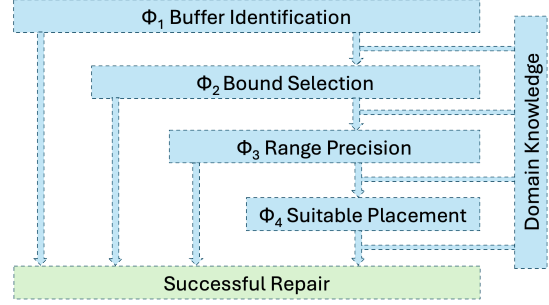 Φ1 Buffer Identification
Φ2 Bound Selection
Φ3 Range Precision
Φ4 Suitable Placement
Successful Repair
Domain Knowledge